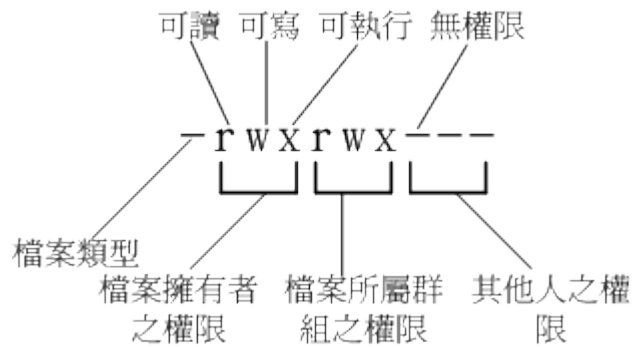 可讀 可寫 可執行 無權限
-rwxrwx---
檔案類型
檔案擁有者
之權限
檔案所屬群
組之權限
其他人之權
限